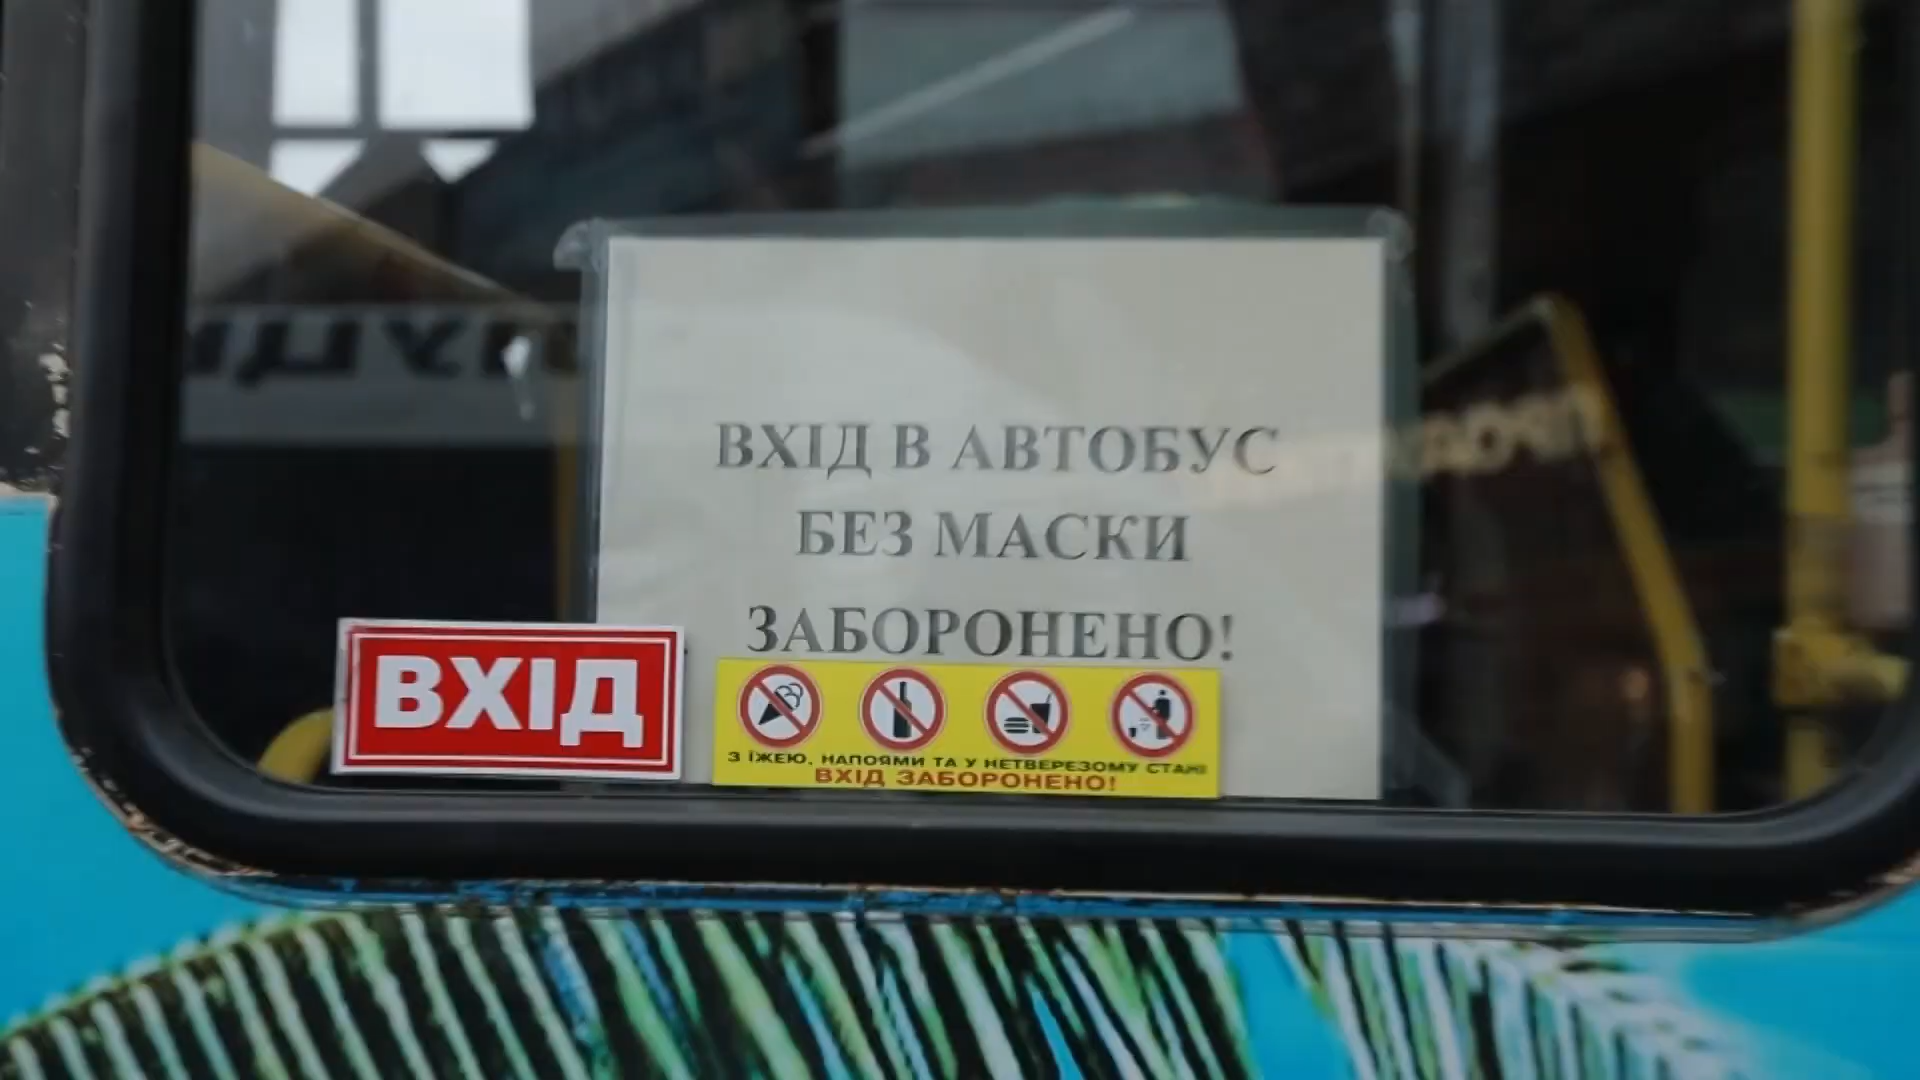 ВХІД В АВТОБУС
БЕЗ МАСКИ
ЗАБОРОНЕНО!
ВХІД
З ЇЖЕЮ, НАПОЯМИ ТА У НЕТВЕРЕЗОМУ СТАНІ
ВХІД ЗАБОРОНЕНО!